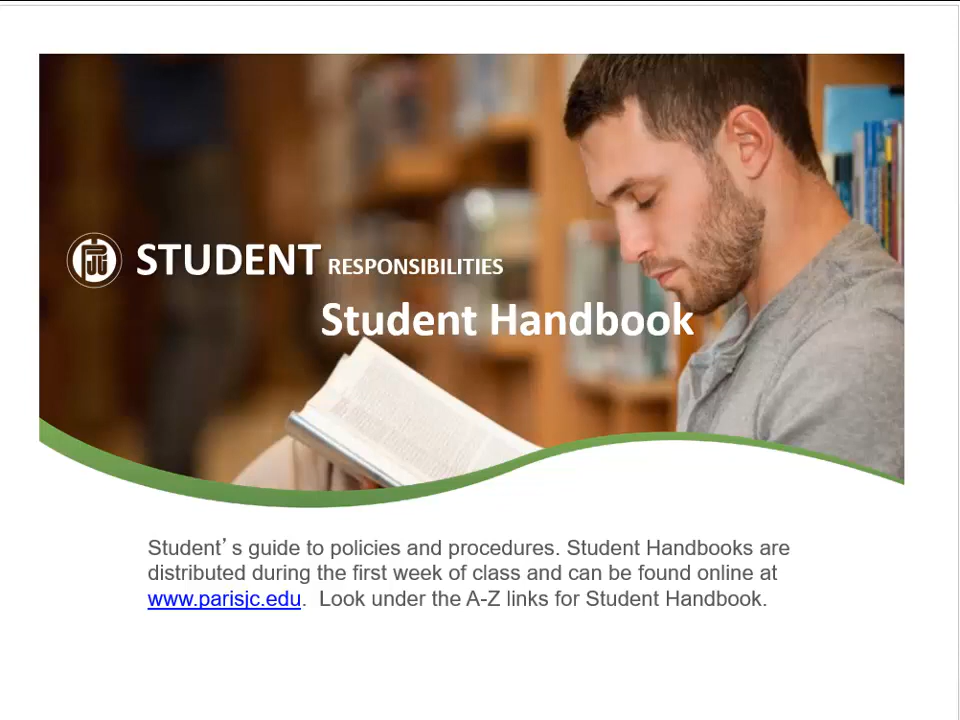 PJC
STUDENT RESPONSIBILITIES
Student Handbook
Student's guide to policies and procedures. Student Handbooks are
distributed during the first week of class and can be found online at
www.parisjc.edu.  Look under the A-Z links for Student Handbook.